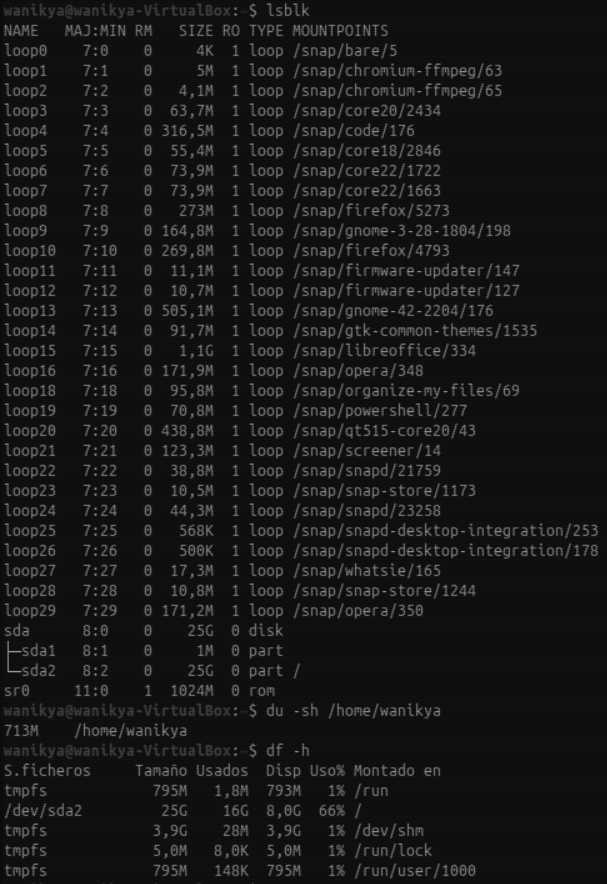 wanikya@wanikya-VirtualBox:~$ lsblk
NAME   MAJ:MIN RM   SIZE RO TYPE MOUNTPOINTS
loop0    7:0    0     4K  1 loop /snap/bare/5
loop1    7:1    0     5M  1 loop /snap/chromium-ffmpeg/63
loop2    7:2    0   4,1M  1 loop /snap/chromium-ffmpeg/65
loop3    7:3    0  63,7M  1 loop /snap/core20/2434
loop4    7:4    0 316,5M  1 loop /snap/code/176
loop5    7:5    0  55,4M  1 loop /snap/core18/2846
loop6    7:6    0  73,9M  1 loop /snap/core22/1722
loop7    7:7    0  73,9M  1 loop /snap/core22/1663
loop8    7:8    0   273M  1 loop /snap/firefox/5273
loop9    7:9    0 164,8M  1 loop /snap/gnome-3-28-1804/198
loop10   7:10   0 269,8M  1 loop /snap/firefox/4793
loop11   7:11   0  11,1M  1 loop /snap/firmware-updater/147
loop12   7:12   0  10,7M  1 loop /snap/firmware-updater/127
loop13   7:13   0 505,1M  1 loop /snap/gnome-42-2204/176
loop14   7:14   0  91,7M  1 loop /snap/gtk-common-themes/1535
loop15   7:15   0   1,1G  1 loop /snap/libreoffice/334
loop16   7:16   0 171,9M  1 loop /snap/opera/348
loop18   7:18   0  95,8M  1 loop /snap/organize-my-files/69
loop19   7:19   0  70,8M  1 loop /snap/powershell/277
loop20   7:20   0 438,8M  1 loop /snap/qt515-core20/43
loop21   7:21   0 123,3M  1 loop /snap/screener/14
loop22   7:22   0  38,8M  1 loop /snap/snapd/21759
loop23   7:23   0  10,5M  1 loop /snap/snap-store/1173
loop24   7:24   0  44,3M  1 loop /snap/snapd/23258
loop25   7:25   0   568K  1 loop /snap/snapd-desktop-integration/253
loop26   7:26   0   500K  1 loop /snap/snapd-desktop-integration/178
loop27   7:27   0  17,3M  1 loop /snap/whatsie/165
loop28   7:28   0  10,8M  1 loop /snap/snap-store/1244
loop29   7:29   0 171,2M  1 loop /snap/opera/350
sda      8:0    0    25G  0 disk
├─sda1   8:1    0     1M  0 part
└─sda2   8:2    0    25G  0 part /
sr0     11:0    1  1024M  0 rom
wanikya@wanikya-VirtualBox:~$ du -sh /home/wanikya
713M    /home/wanikya
wanikya@wanikya-VirtualBox:~$ df -h
S.ficheros     Tamaño Usados  Disp Uso% Montado en
tmpfs            795M   1,8M  793M   1% /run
/dev/sda2         25G    16G  8,0G  66% /
tmpfs            3,9G    28M  3,9G   1% /dev/shm
tmpfs            5,0M   8,0K  5,0M   1% /run/lock
tmpfs            795M   148K  795M   1% /run/user/1000